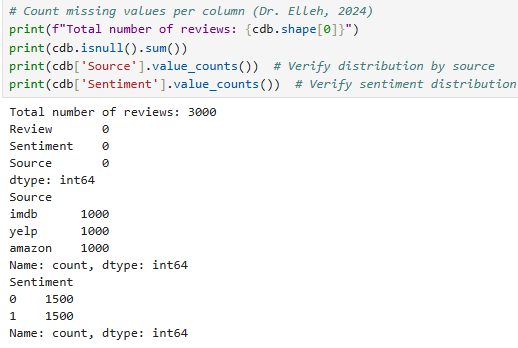 # Count missing values per column (Dr. Elleh, 2024)
print(f"Total number of reviews: {cdb.shape[0]}")
print(cdb.isnull().sum())
print(cdb['Source'].value_counts())  # Verify distribution by source
print(cdb['Sentiment'].value_counts())  # Verify sentiment distribution
Total number of reviews: 3000
Review       0
Sentiment    0
Source       0
dtype: int64
Source
imdb      1000
yelp      1000
amazon    1000
Name: count, dtype: int64
Sentiment
0    1500
1    1500
Name: count, dtype: int64